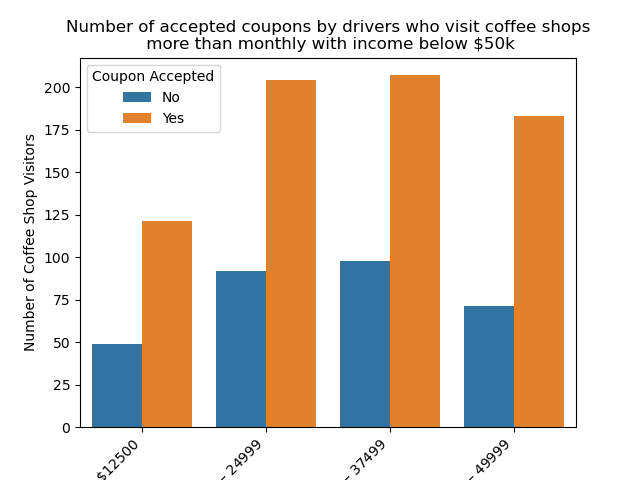 Number of accepted coupons by drivers who visit coffee shops
more than monthly with income below $50k
Coupon Accepted
No
Yes
Number of Coffee Shop Visitors
200
175
150
125
100
75
50
25
0
$12500
– 24999
– 37499
– 49999